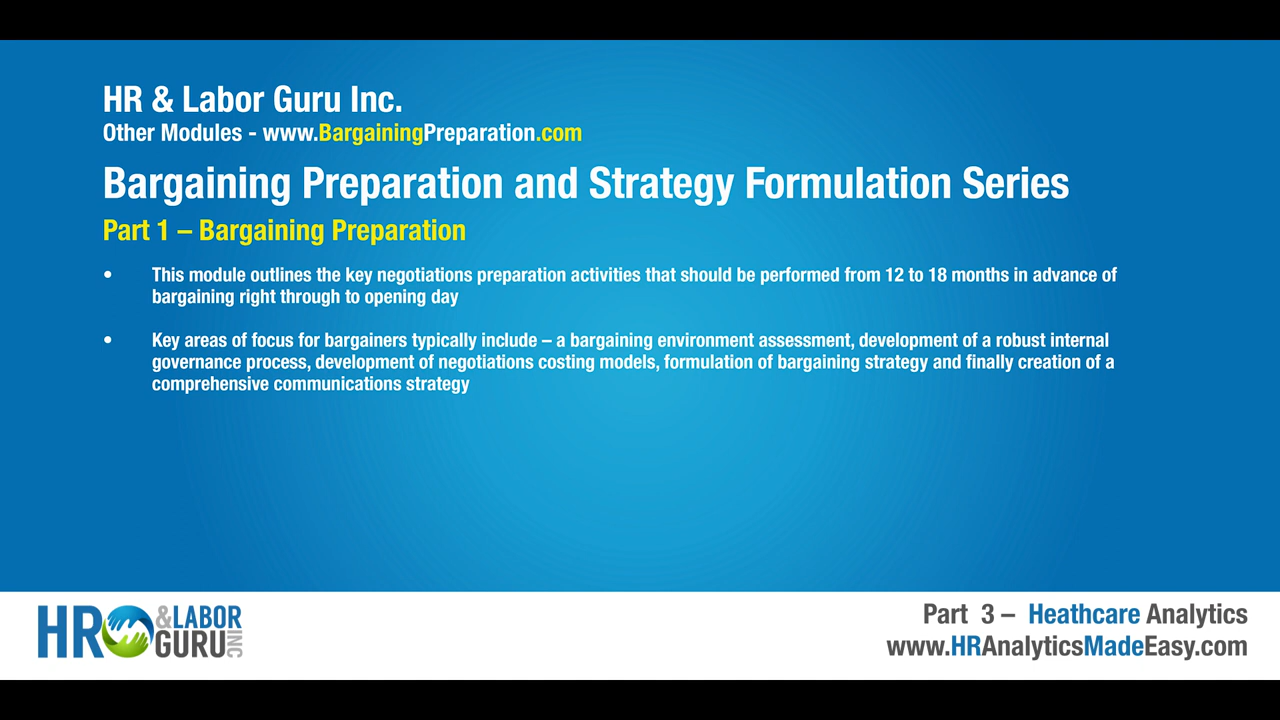 HR & Labor Guru Inc.
Other Modules - www.BargainingPreparation.com
Bargaining Preparation and Strategy Formulation Series
Part 1 – Bargaining Preparation
• This module outlines the key negotiations preparation activities that should be performed from 12 to 18 months in advance of
bargaining right through to opening day
• Key areas of focus for bargainers typically include – a bargaining environment assessment, development of a robust internal
governance process, development of negotiations costing models, formulation of bargaining strategy and finally creation of a
comprehensive communications strategy
HR &LABOR
GURU INC
Part 3 – Heathcare Analytics
www.HRAnalyticsMadeEasy.com